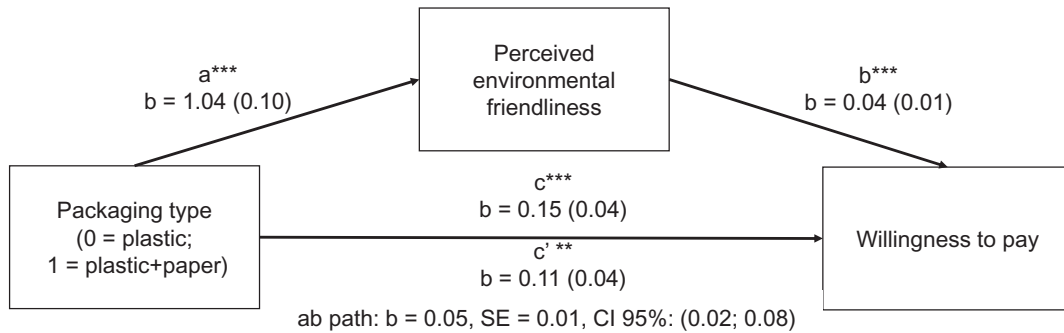 Perceived
environmental
friendliness
a***
b = 1.04 (0.10)
b***
b = 0.04 (0.01)
Packaging type
(0 = plastic;
1 = plastic+paper)
c***
b = 0.15 (0.04)
c’ **
b = 0.11 (0.04)
Willingness to pay
ab path: b = 0.05, SE = 0.01, CI 95%: (0.02; 0.08)